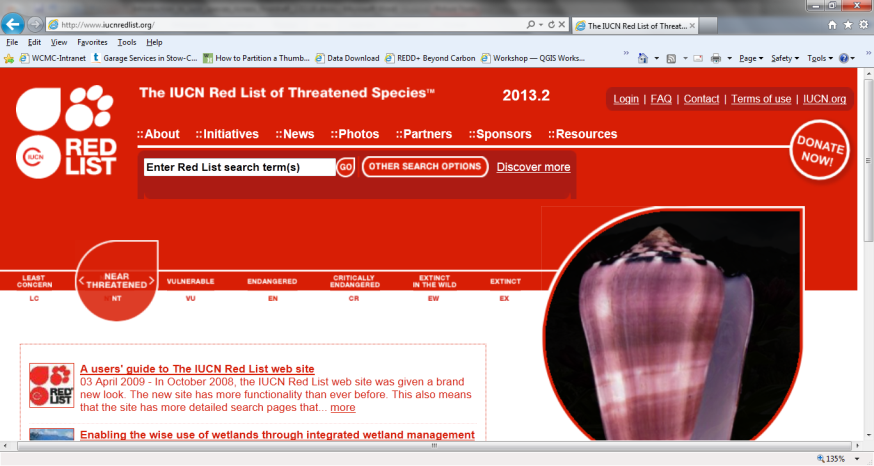 http://www.iucnredlist.org/
The IUCN Red List of Threat...
File Edit View Favorites Tools Help
WCMC-Intranet Garage Services in Stow-C... How to Partition a Thumb... Data Download REDD+ Beyond Carbon Workshop — QGIS Works...
Page Safety Tools
The IUCN Red List of Threatened Species™ 2013.2
Login | FAQ | Contact | Terms of use | IUCN.org
IUCN
RED
LIST
::About ::Initiatives ::News ::Photos ::Partners ::Sponsors ::Resources
DONATE
NOW!
Enter Red List search term(s) GO OTHER SEARCH OPTIONS Discover more
LEAST
CONCERN
LC
< NEAR
THREATENED >
NT
VULNERABLE
VU
ENDANGERED
EN
CRITICALLY
ENDANGERED
CR
EXTINCT
IN THE WILD
EW
EXTINCT
EX
RED
LIST
A users' guide to The IUCN Red List web site
03 April 2009 - In October 2008, the IUCN Red List web site was given a brand
new look. The new site has more functionality than ever before. This also means
that the site has more detailed search pages that... more
Enabling the wise use of wetlands through integrated wetland management
135%